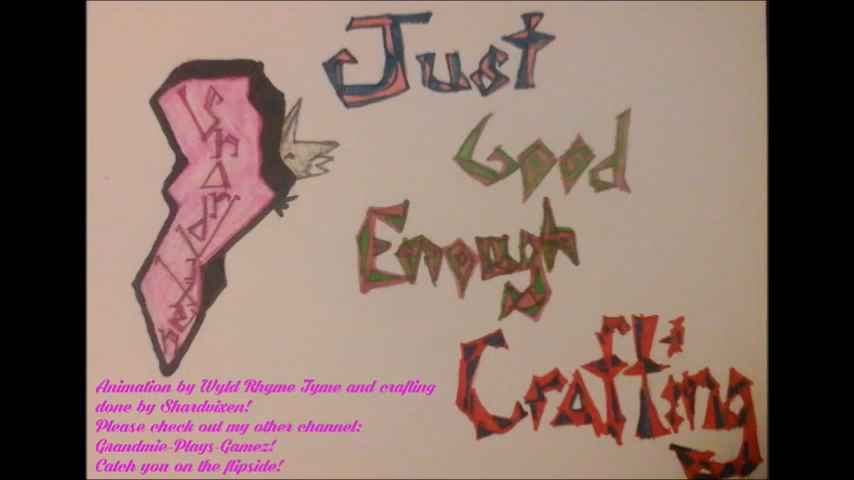 Just
Good
Enough
Crafting
ShardVixen
Animation by Wyld Rhyme Tyme and crafting
done by Shardvixen!
Please check out my other channel:
Grandmie-Plays-Gamez!
Catch you on the flipside!